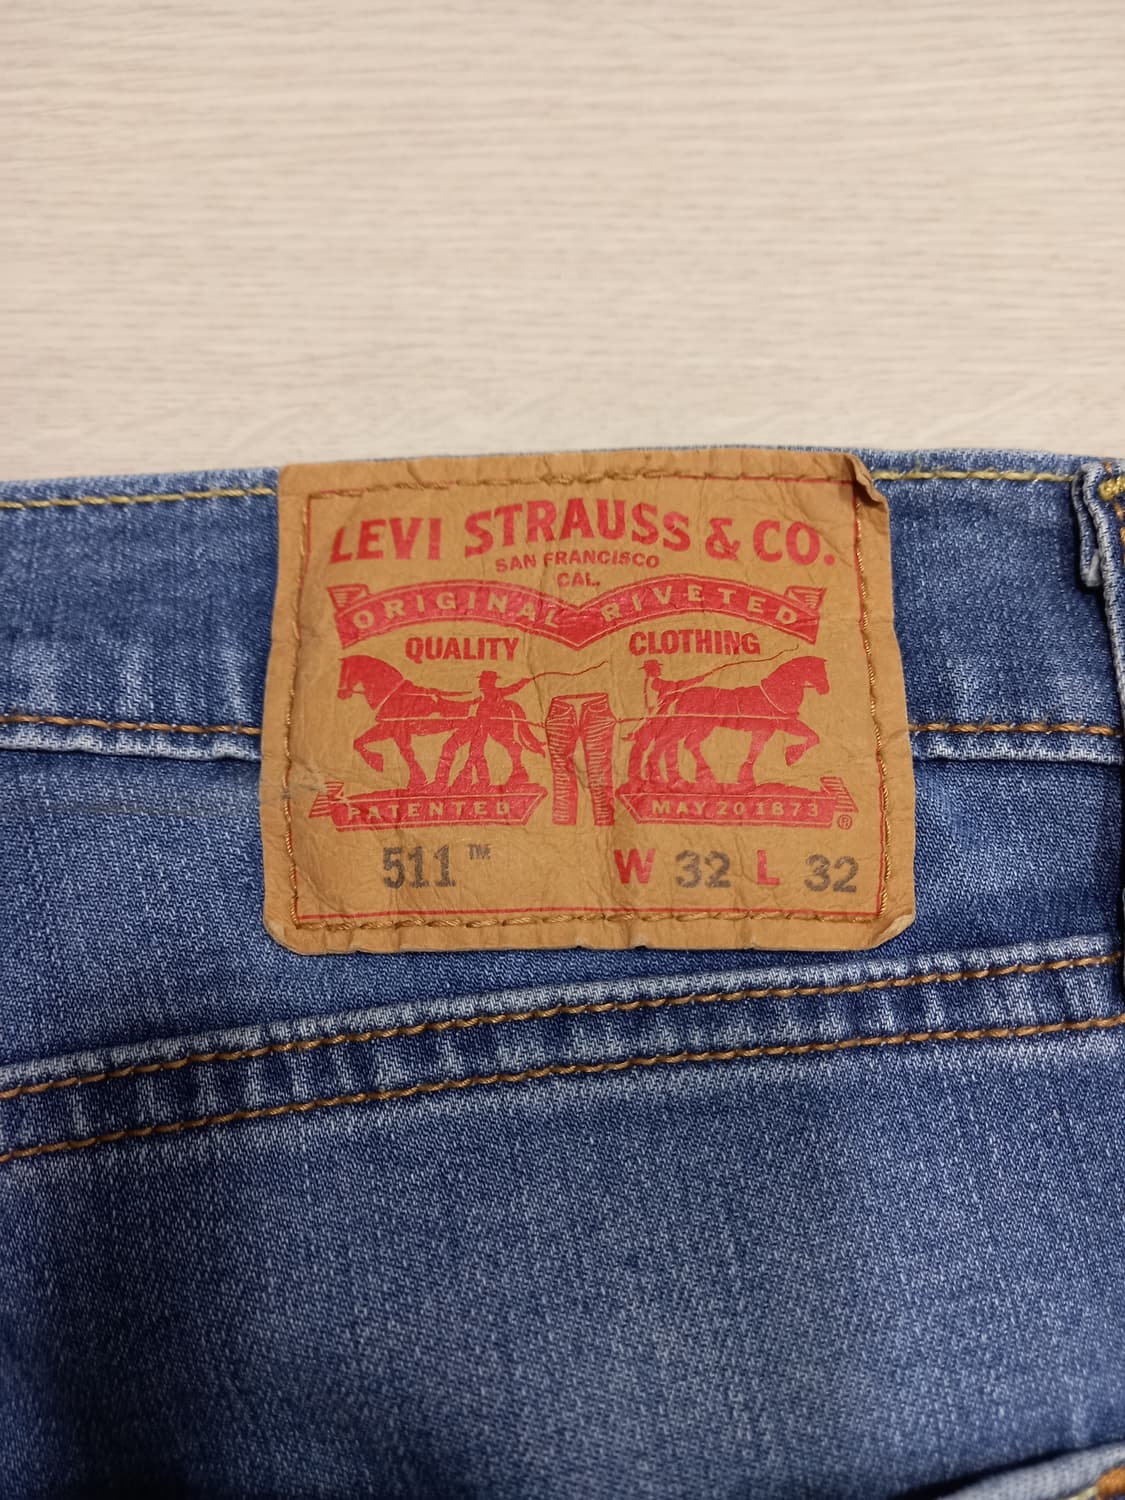 LEVI STRAUSS & CO.
SAN FRANCISCO
CAL.
ORIGINAL RIVETED
QUALITY CLOTHING
PATENTED MAY 20 1873 ®
511™ W 32 L 32